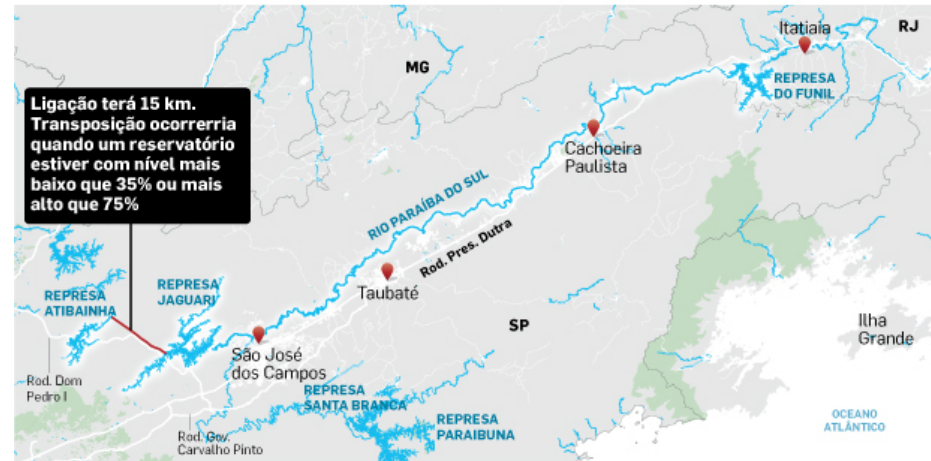 Itatiaia
RJ
MG
REPRESA
DO FUNIL
Ligação terá 15 km.
Transposição ocorrerria
quando um reservatório
estiver com nível mais
baixo que 35% ou mais
alto que 75%
Cachoeira
Paulista
RIO PARAÍBA DO SUL
Rod. Pres. Dutra
Taubaté
REPRESA
JAGUARI
REPRESA
ATIBAINHA
SP
Ilha
Grande
São José
dos Campos
Rod. Dom
Pedro I
REPRESA
SANTA BRANCA
REPRESA
PARAIBUNA
OCEANO
ATLÂNTICO
Rod. Gov.
Carvalho Pinto